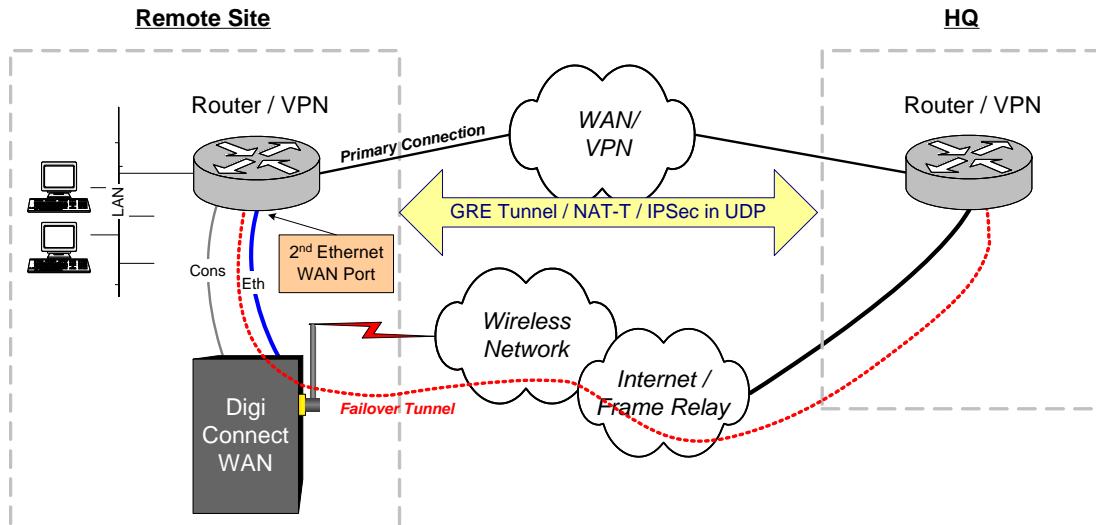 Remote Site
HQ
Router / VPN
Router / VPN
WAN/
VPN
Primary Connection
LAN
GRE Tunnel / NAT-T / IPSec in UDP
2nd Ethernet
WAN Port
Cons
Eth
Wireless
Network
Internet /
Frame Relay
Failover Tunnel
Digi
Connect
WAN